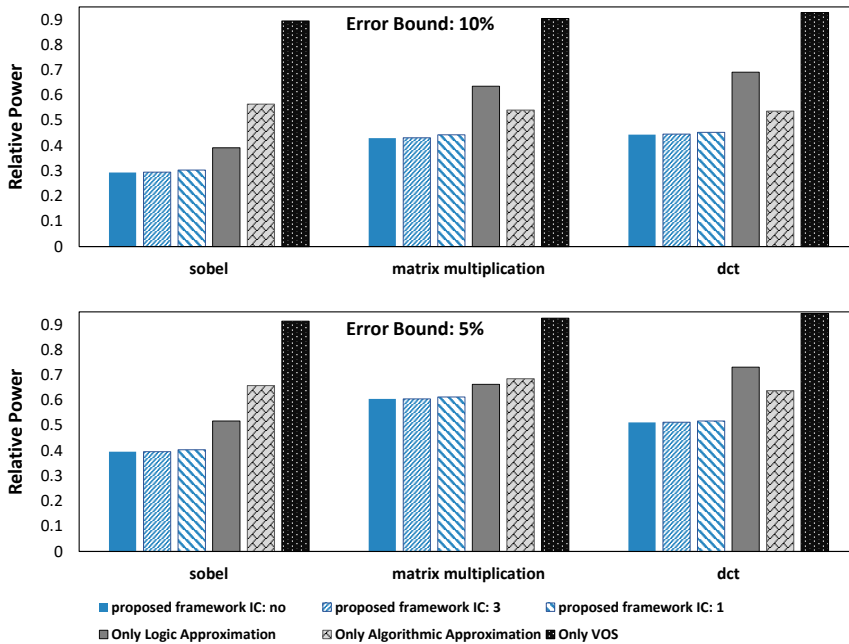 Error Bound: 10%
Relative Power
0.9
0.8
0.7
0.6
0.5
0.4
0.3
0.2
0.1
0
sobel matrix multiplication dct
Error Bound: 5%
Relative Power
0.9
0.8
0.7
0.6
0.5
0.4
0.3
0.2
0.1
0
sobel matrix multiplication dct
proposed framework IC: no proposed framework IC: 3 proposed framework IC: 1
Only Logic Approximation Only Algorithmic Approximation Only VOS